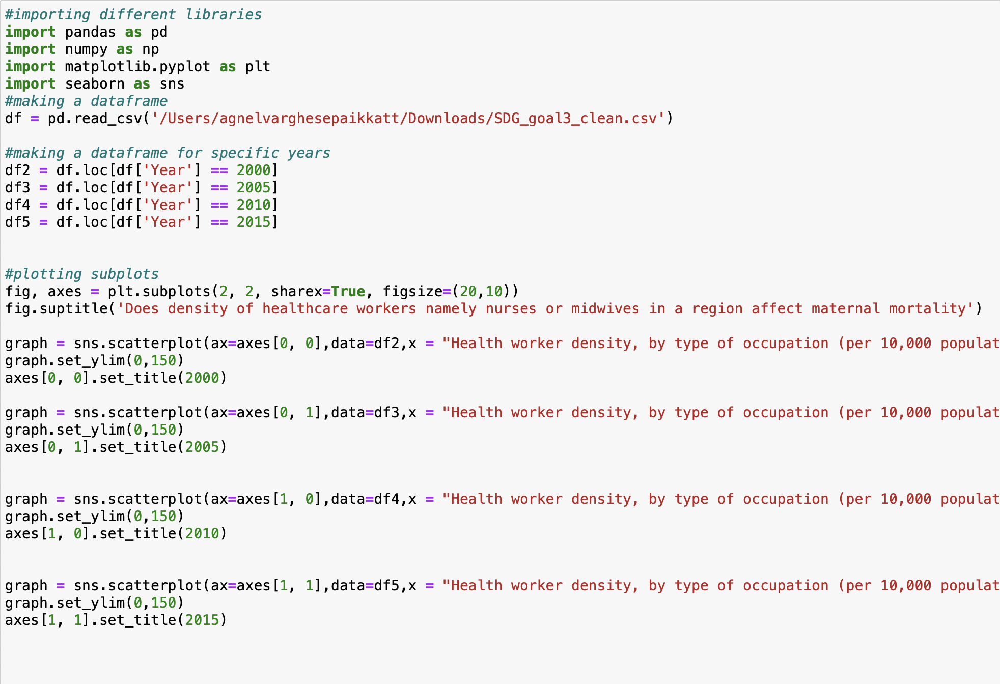 #importing different libraries
import pandas as pd
import numpy as np
import matplotlib.pyplot as plt
import seaborn as sns
#making a dataframe
df = pd.read_csv('/Users/agnelvarghesepaikkatt/Downloads/SDG_goal3_clean.csv')
#making a dataframe for specific years
df2 = df.loc[df['Year'] == 2000]
df3 = df.loc[df['Year'] == 2005]
df4 = df.loc[df['Year'] == 2010]
df5 = df.loc[df['Year'] == 2015]
#plotting subplots
fig, axes = plt.subplots(2, 2, sharex=True, figsize=(20,10))
fig.suptitle('Does density of healthcare workers namely nurses or midwives in a region affect maternal mortality')
graph = sns.scatterplot(ax=axes[0, 0],data=df2,x = "Health worker density, by type of occupation (per 10,000 populat
graph.set_ylim(0,150)
axes[0, 0].set_title(2000)
graph = sns.scatterplot(ax=axes[0, 1],data=df3,x = "Health worker density, by type of occupation (per 10,000 populat
graph.set_ylim(0,150)
axes[0, 1].set_title(2005)
graph = sns.scatterplot(ax=axes[1, 0],data=df4,x = "Health worker density, by type of occupation (per 10,000 populat
graph.set_ylim(0,150)
axes[1, 0].set_title(2010)
graph = sns.scatterplot(ax=axes[1, 1],data=df5,x = "Health worker density, by type of occupation (per 10,000 populat
graph.set_ylim(0,150)
axes[1, 1].set_title(2015)